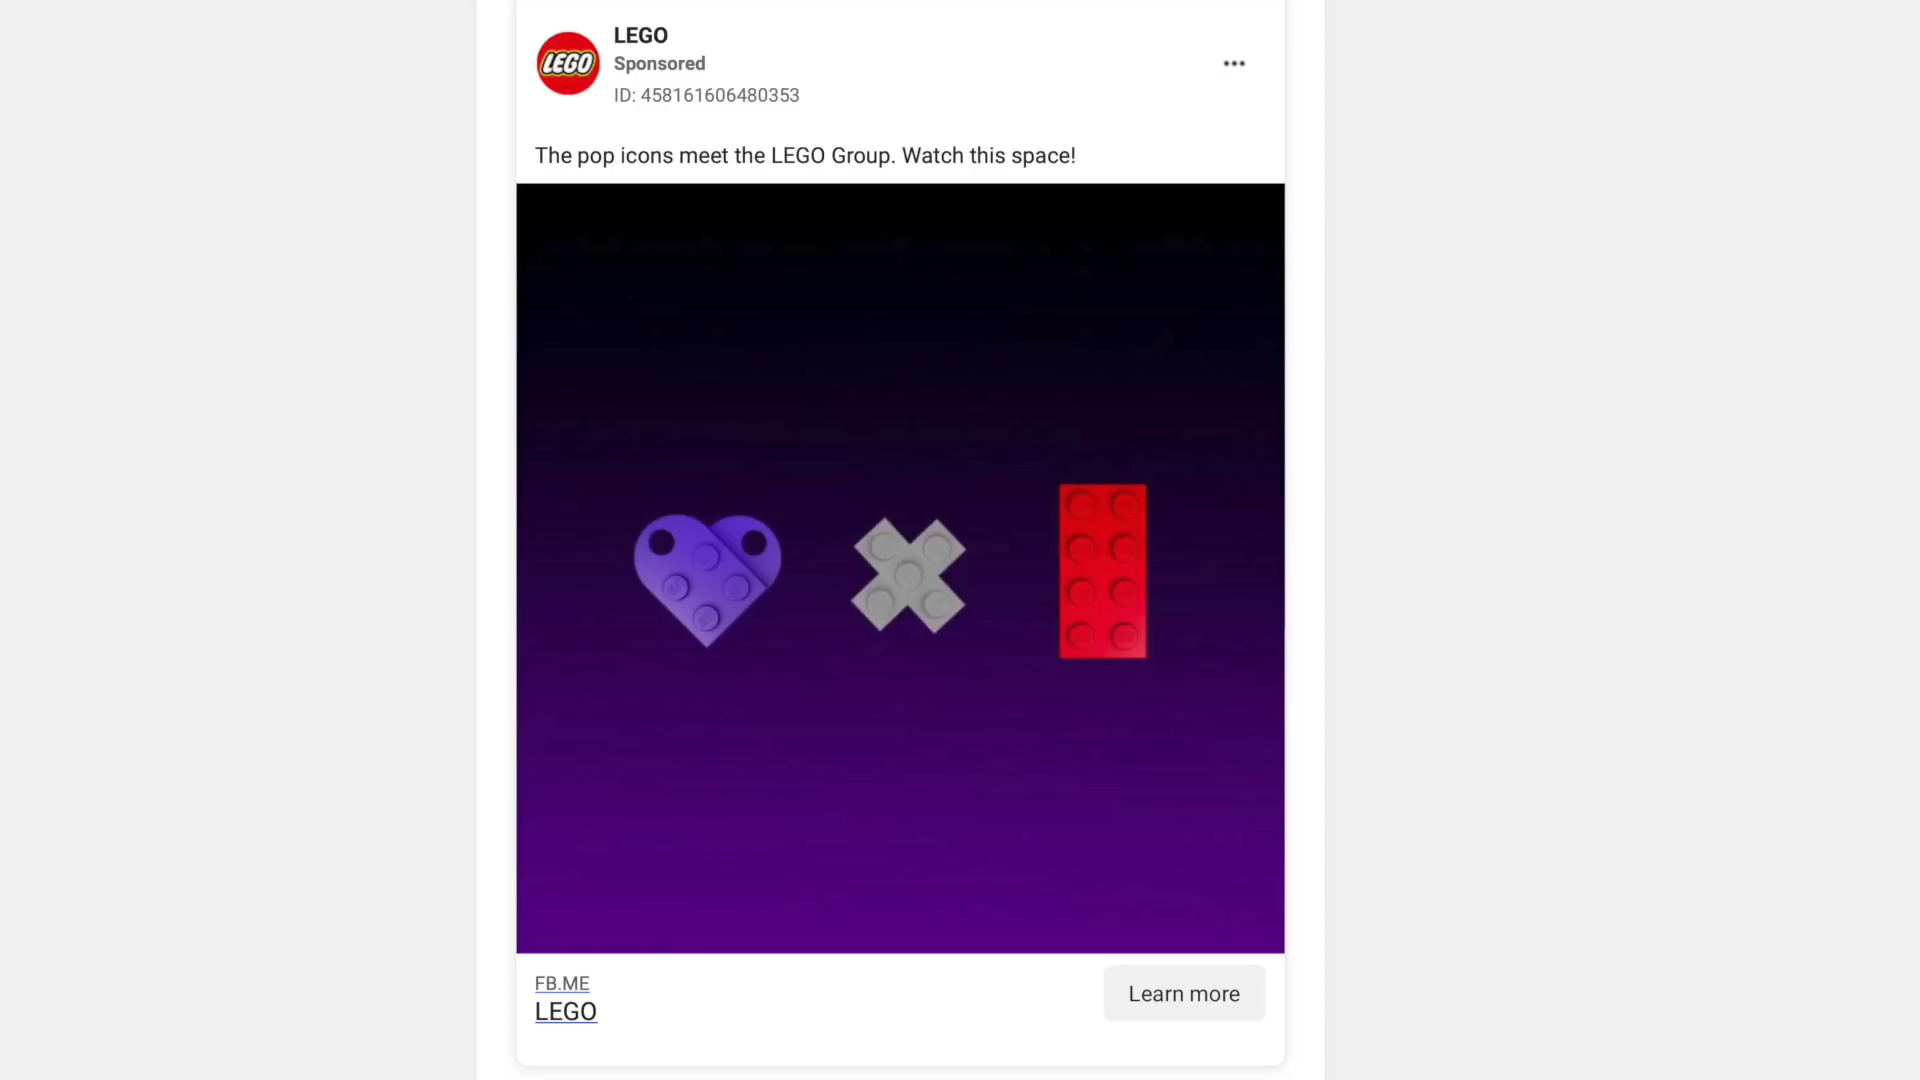 LEGO
LEGO
Sponsored
ID: 458161606480353
The pop icons meet the LEGO Group. Watch this space!
FB.ME
LEGO
Learn more